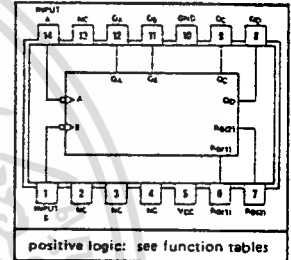 INPUT
A NC QA QB GND QC QD
14 13 12 11 10 9 8
QA QB QC
A
QD
B
R0(2)
R0(1)
1 2 3 4 5 6 7
INPUT
B NC NC NC VCC R0(1) R0(2)
positive logic: see function tables